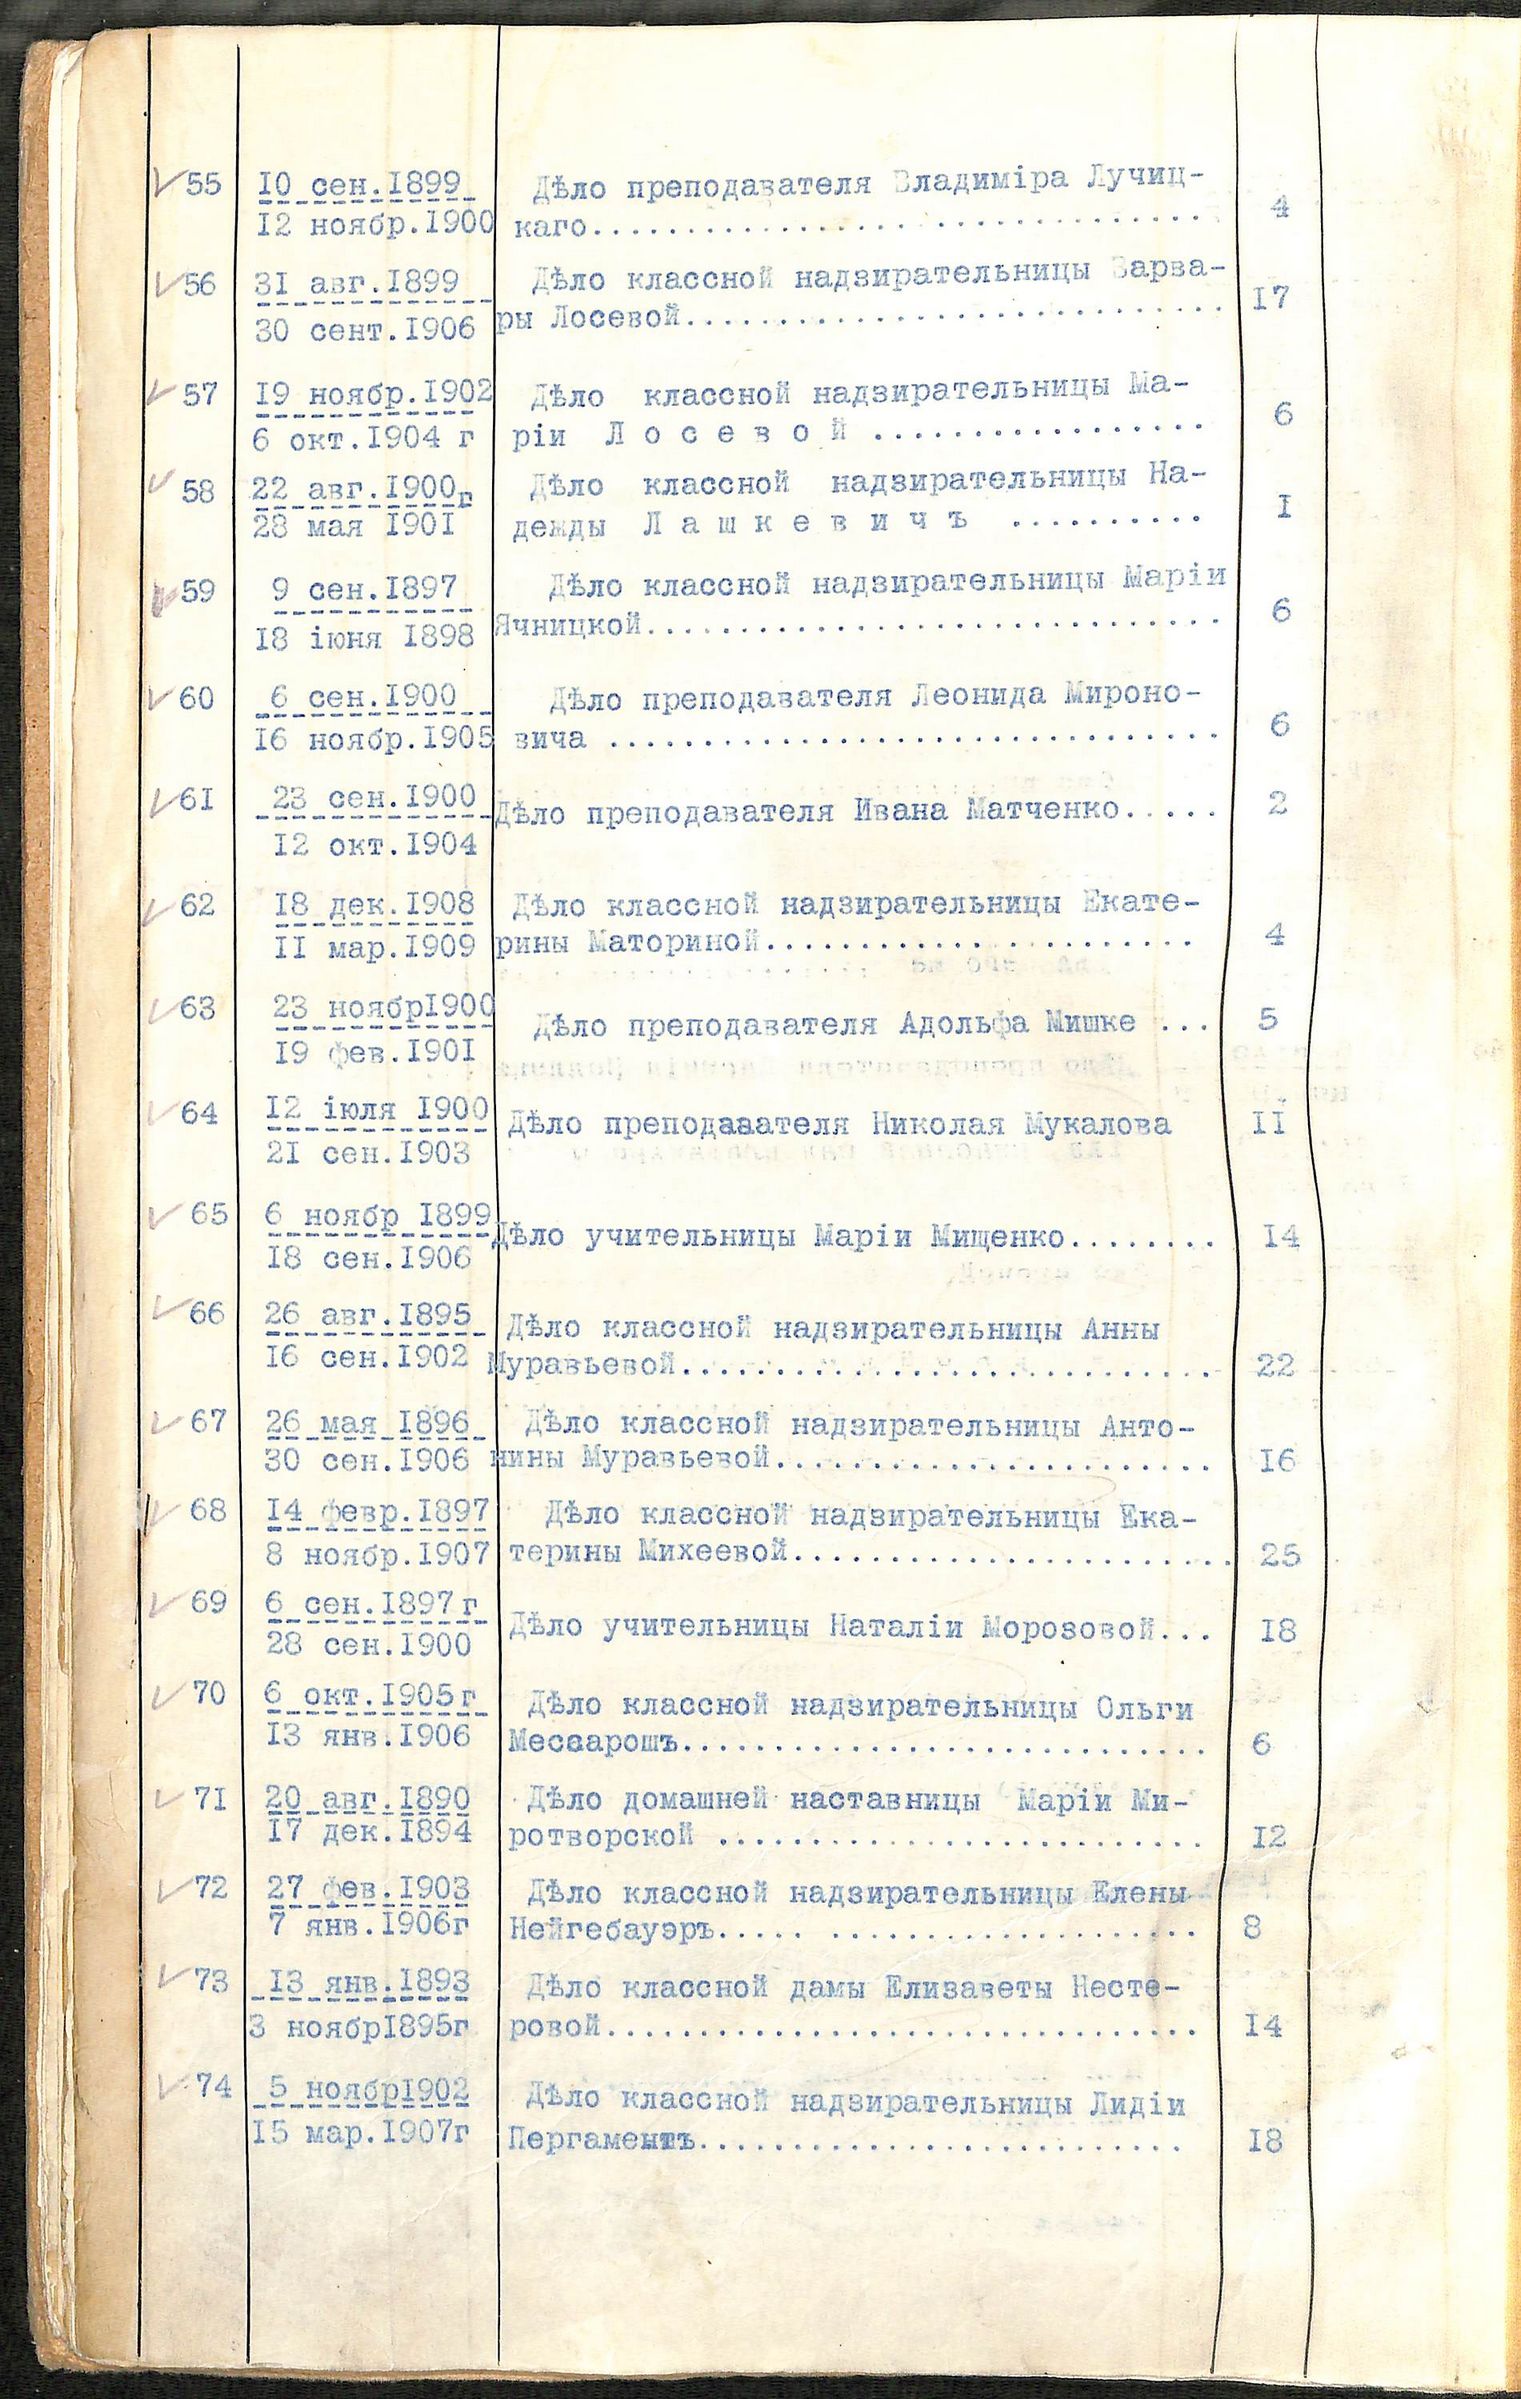 55 10 сен.1899 Дѣло преподавателя Владиміра Лучиц-
12 ноябр.1900 каго.................................. 4
56 31 авг.1899 Дѣло классной надзирательницы Варва-
30 сент.1906 ры Лосевой............................. 17
57 19 ноябр.1902 Дѣло классной надзирательницы Ма-
6 окт.1904 г ріи Л о с е в о й .................. 6
58 22 авг.1900г Дѣло классной надзирательницы На-
28 мая 1901 дежды Л а ш к е в и ч ъ .......... 1
59 9 сен.1897 Дѣло классной надзирательницы Маріи
18 іюня 1898 Ячницкой............................... 6
60 6 сен.1900 Дѣло преподавателя Леонида Мироно-
16 ноябр.1905 вича ................................. 6
61 23 сен.1900 Дѣло преподавателя Ивана Матченко..... 2
12 окт.1904
62 18 дек.1908 Дѣло классной надзирательницы Екате-
11 мар.1909 рины Маториной....................... 4
63 23 ноябр1900 Дѣло преподавателя Адольфа Мишке ... 5
19 фев.1901
64 12 іюля 1900 Дѣло преподаваателя Николая Мукалова 11
21 сен.1903
65 6 ноябр 1899 Дѣло учительницы Маріи Мищенко........ 14
18 сен.1906
66 26 авг.1895 Дѣло классной надзирательницы Анны
16 сен.1902 Муравьевой............................. 22
67 26 мая 1896 Дѣло классной надзирательницы Анто-
30 сен.1906 нины Муравьевой........................ 16
68 14 февр.1897 Дѣло классной надзирательницы Ека-
8 ноябр.1907 терины Михеевой........................ 25
69 6 сен.1897г Дѣло учительницы Наталіи Морозовой... 18
28 сен.1900
70 6 окт.1905г Дѣло классной надзирательницы Ольги
13 янв.1906 Месаарошъ............................ 6
71 20 авг.1890 Дѣло домашней наставницы Маріи Ми-
17 дек.1894 ротворской .......................... 12
72 27 фев.1903 Дѣло классной надзирательницы Елены
7 янв.1906г Нейгебауэръ..... .................... 8
73 13 янв.1893 Дѣло классной дамы Елизаветы Несте-
3 ноябр1895г ровой................................ 14
74 5 ноябр1902 Дѣло классной надзирательницы Лидіи
15 мар.1907г Пергаментъ.......................... 18